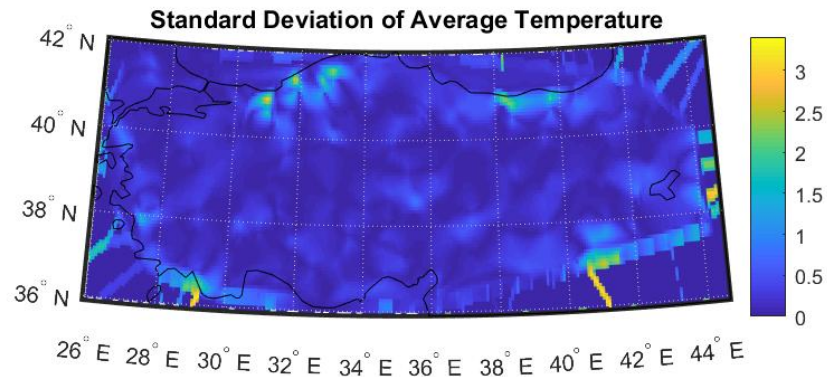 Standard Deviation of Average Temperature
42° N
40° N
38° N
36° N
26° E 28° E 30° E 32° E 34° E 36° E 38° E 40° E 42° E 44° E
3
2.5
2
1.5
1
0.5
0